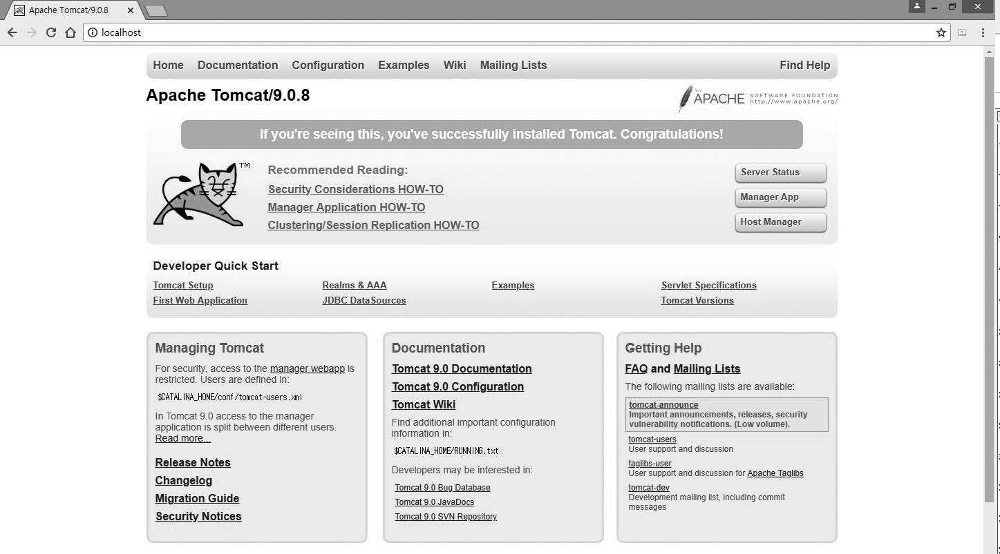 Apache Tomcat/9.0.8
localhost
Home Documentation Configuration Examples Wiki Mailing Lists Find Help
Apache Tomcat/9.0.8
THE APACHE SOFTWARE FOUNDATION
http://www.apache.org/
If you're seeing this, you've successfully installed Tomcat. Congratulations!
TM
Recommended Reading:
Security Considerations HOW-TO
Manager Application HOW-TO
Clustering/Session Replication HOW-TO
Server Status
Manager App
Host Manager
Developer Quick Start
Tomcat Setup
First Web Application
Realms & AAA
JDBC DataSources
Examples
Servlet Specifications
Tomcat Versions
Managing Tomcat
For security, access to the manager webapp is
restricted. Users are defined in:
$CATALINA_HOME/conf/tomcat-users.xml
In Tomcat 9.0 access to the manager
application is split between different users.
Read more...
Release Notes
Changelog
Migration Guide
Security Notices
Documentation
Tomcat 9.0 Documentation
Tomcat 9.0 Configuration
Tomcat Wiki
Find additional important configuration
information in:
$CATALINA_HOME/RUNNING.txt
Developers may be interested in:
Tomcat 9.0 Bug Database
Tomcat 9.0 JavaDocs
Tomcat 9.0 SVN Repository
Getting Help
FAQ and Mailing Lists
The following mailing lists are available:
tomcat-announce
Important announcements, releases, security
vulnerability notifications. (Low volume).
tomcat-users
User support and discussion
taglibs-user
User support and discussion for Apache Taglibs
tomcat-dev
Development mailing list, including commit
messages